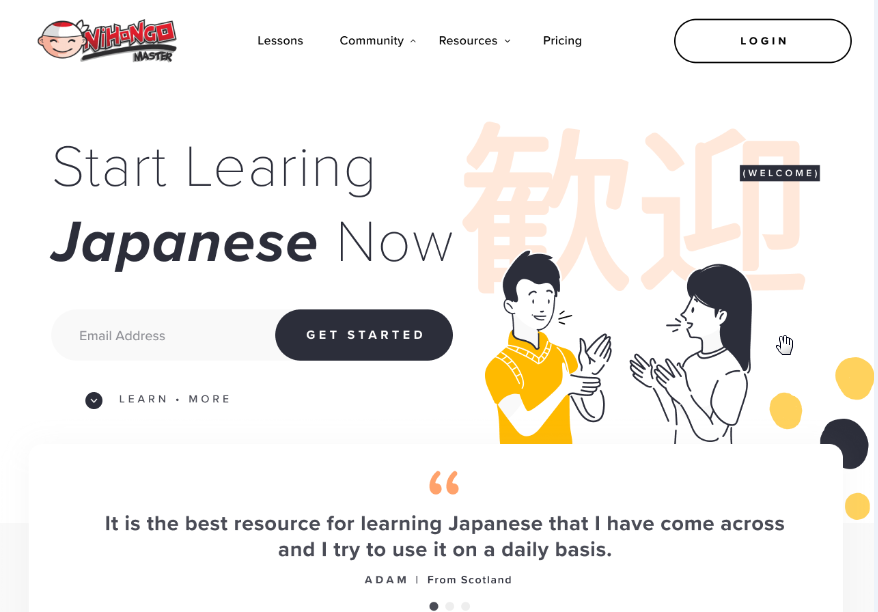 NiHoNGO
MASTER
Lessons
Community
Resources
Pricing
LOGIN
Start Learing
Japanese Now
歓迎
(WELCOME)
Email Address
GET STARTED
LEARN • MORE
“
It is the best resource for learning Japanese that I have come across
and I try to use it on a daily basis.
ADAM | From Scotland